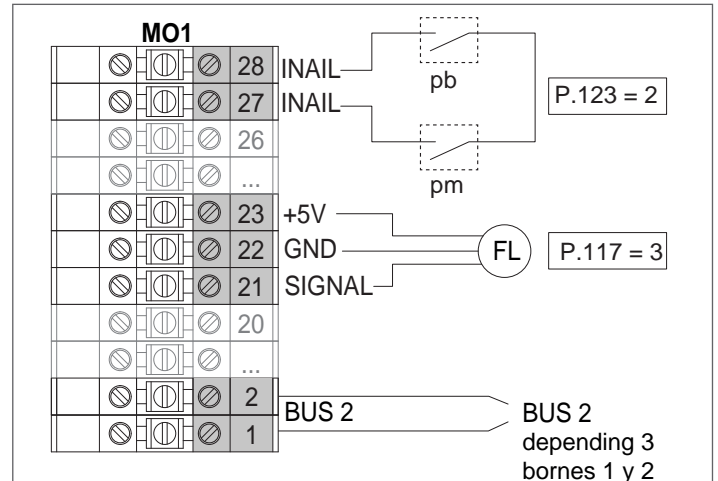 MO1
28 INAIL
pb
27 INAIL
P.123 = 2
26
...
pm
23 +5V
22 GND
FL
P.117 = 3
21 SIGNAL
20
...
2
BUS 2
1
BUS 2
depending 3
bornes 1 y 2